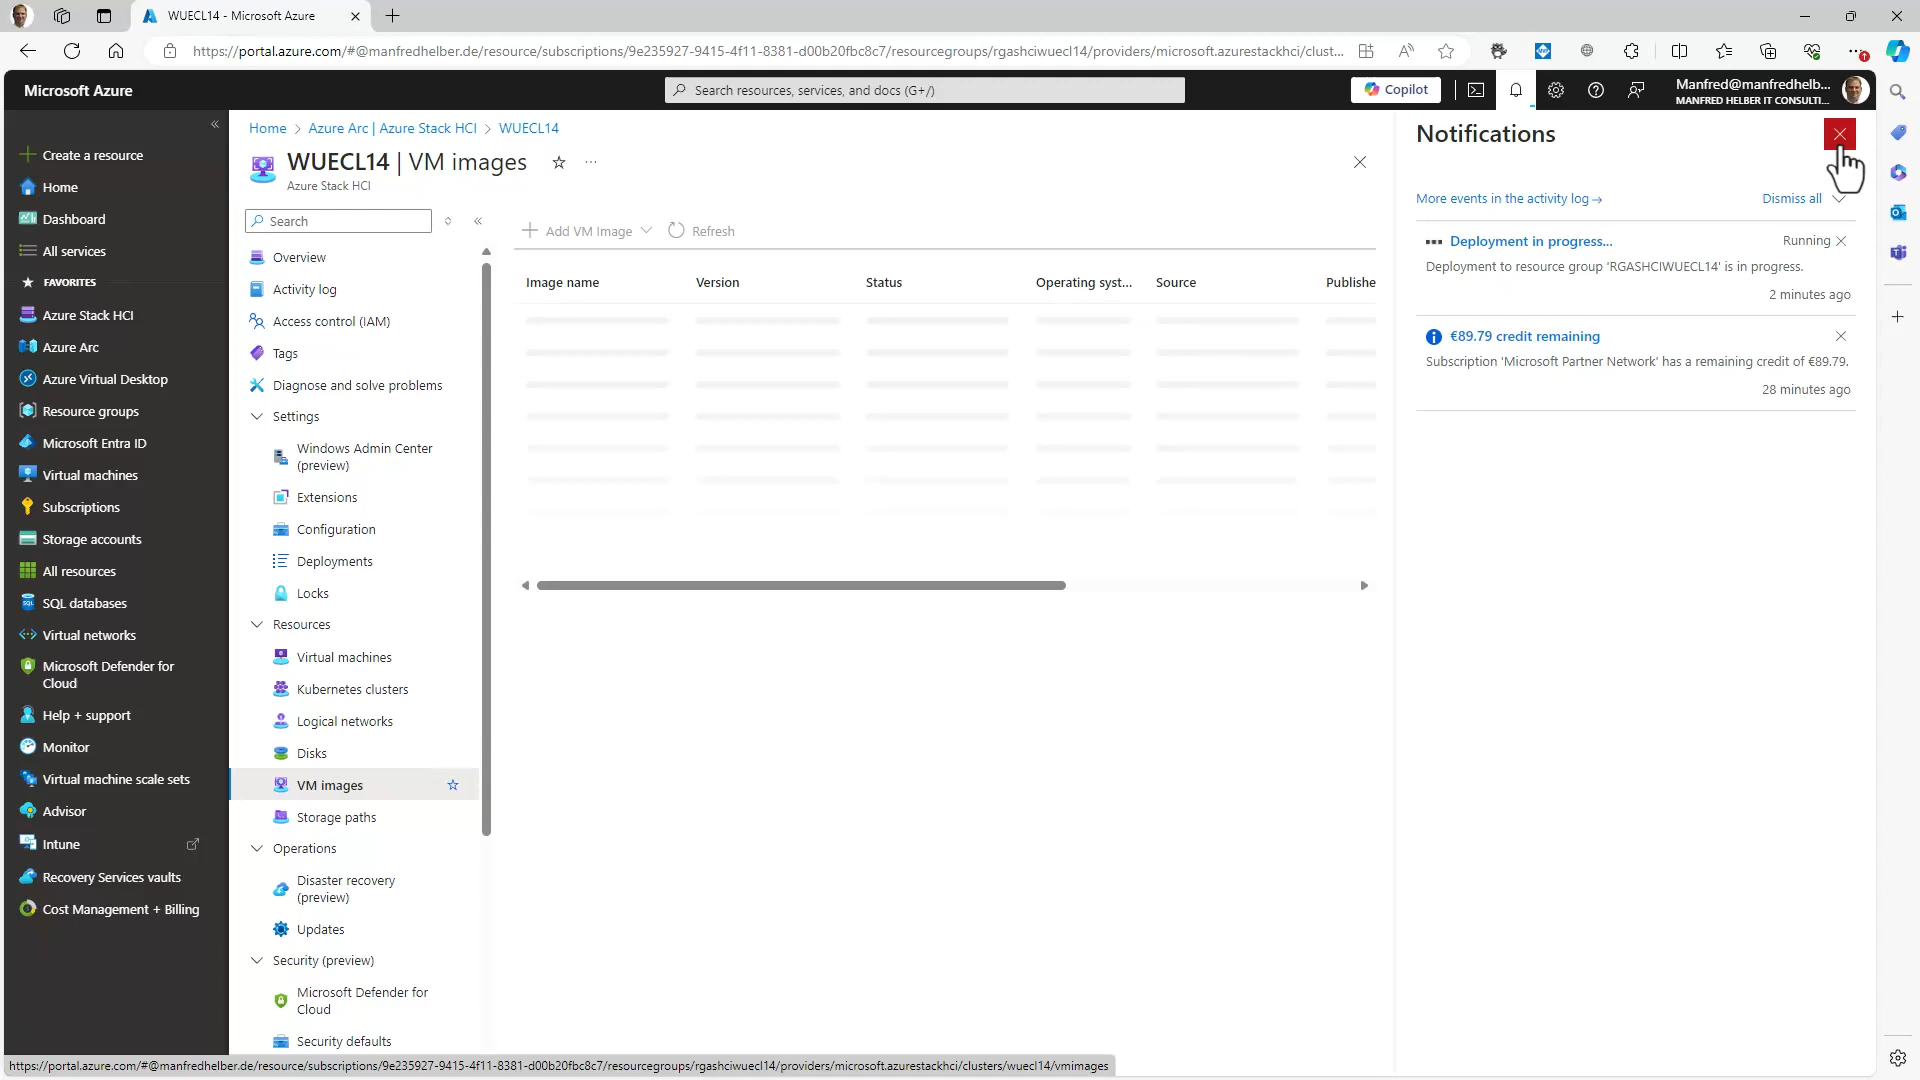 WUECL14 - Microsoft Azure
https://portal.azure.com/#@manfredhelber.de/resource/subscriptions/9e235927-9415-4f11-8381-d00b20fbc8c7/resourcegroups/rgashciwuecl14/providers/microsoft.azurestackhci/clust...
Microsoft Azure
Search resources, services, and docs (G+/)
Copilot
Manfred@manfredhelb...
MANFRED HELBER IT CONSULTI...
Create a resource
Home
Dashboard
All services
FAVORITES
Azure Stack HCI
Azure Arc
Azure Virtual Desktop
Resource groups
Microsoft Entra ID
Virtual machines
Subscriptions
Storage accounts
All resources
SQL databases
Virtual networks
Microsoft Defender for
Cloud
Help + support
Monitor
Virtual machine scale sets
Advisor
Intune
Recovery Services vaults
Cost Management + Billing
Home > Azure Arc | Azure Stack HCI > WUECL14
WUECL14 | VM images
Azure Stack HCI
Search
Overview
Activity log
Access control (IAM)
Tags
Diagnose and solve problems
Settings
Windows Admin Center
(preview)
Extensions
Configuration
Deployments
Locks
Resources
Virtual machines
Kubernetes clusters
Logical networks
Disks
VM images
Storage paths
Operations
Disaster recovery
(preview)
Updates
Security (preview)
Microsoft Defender for
Cloud
Security defaults
Add VM Image
Refresh
Image name Version Status Operating syst... Source Publishe
Notifications
More events in the activity log →
Dismiss all
Deployment in progress... Running
Deployment to resource group 'RGASHCIWUECL14' is in progress.
2 minutes ago
€89.79 credit remaining
Subscription 'Microsoft Partner Network' has a remaining credit of €89.79.
28 minutes ago
https://portal.azure.com/#@manfredhelber.de/resource/subscriptions/9e235927-9415-4f11-8381-d00b20fbc8c7/resourcegroups/rgashciwuecl14/providers/microsoft.azurestackhci/clusters/wuecl14/vmimages